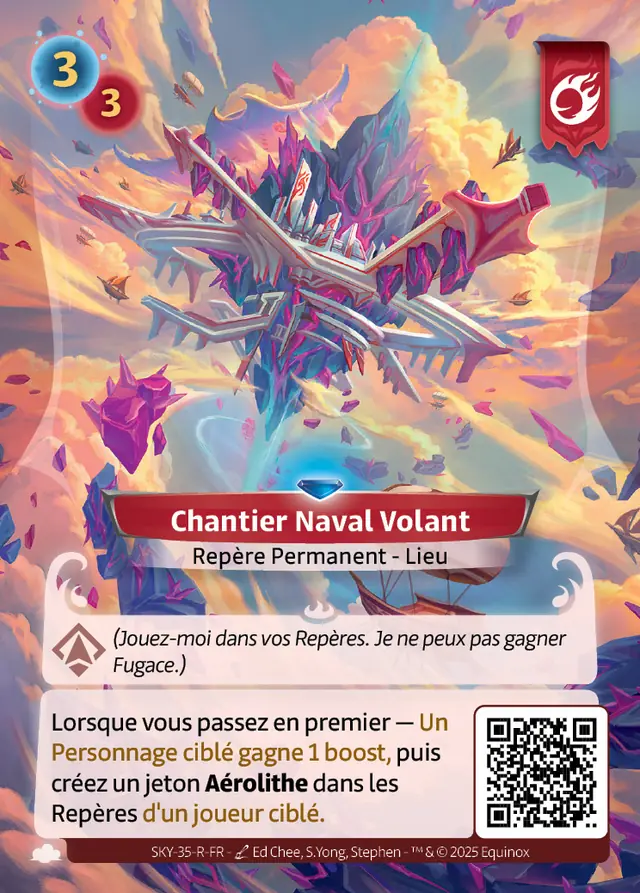 3
3
Chantier Naval Volant
Repère Permanent - Lieu
(Jouez-moi dans vos Repères. Je ne peux pas gagner
Fugace.)
Lorsque vous passez en premier — Un
Personnage ciblé gagne 1 boost, puis
créez un jeton Aérolithe dans les
Repères d'un joueur ciblé.
SKY-35-R-FR - Ed Chee, S.Yong, Stephen - ™ & © 2025 Equinox